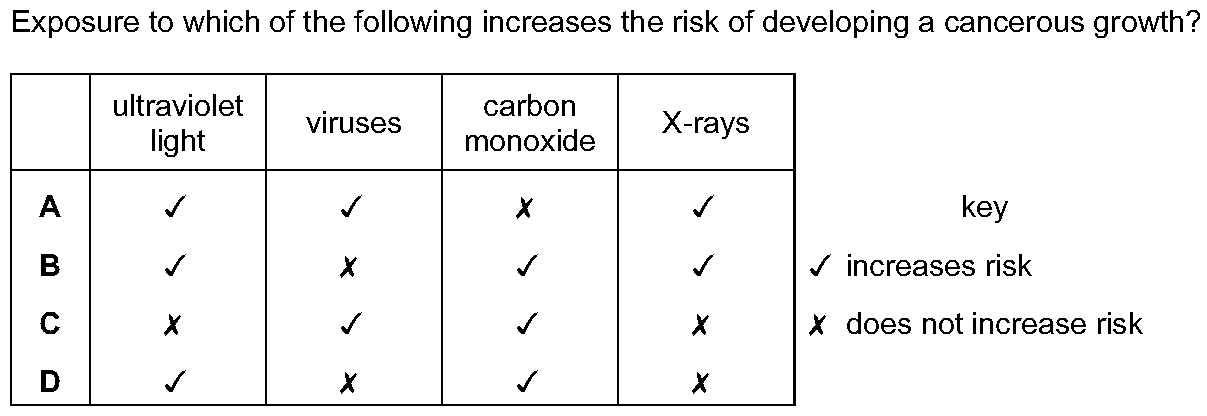 Exposure to which of the following increases the risk of developing a cancerous growth?
ultraviolet light viruses carbon monoxide X-rays
A ✓ ✓ ✗ ✓ key
B ✓ ✗ ✓ ✓ ✓ increases risk
C ✗ ✓ ✓ ✗ ✗ does not increase risk
D ✓ ✗ ✓ ✗